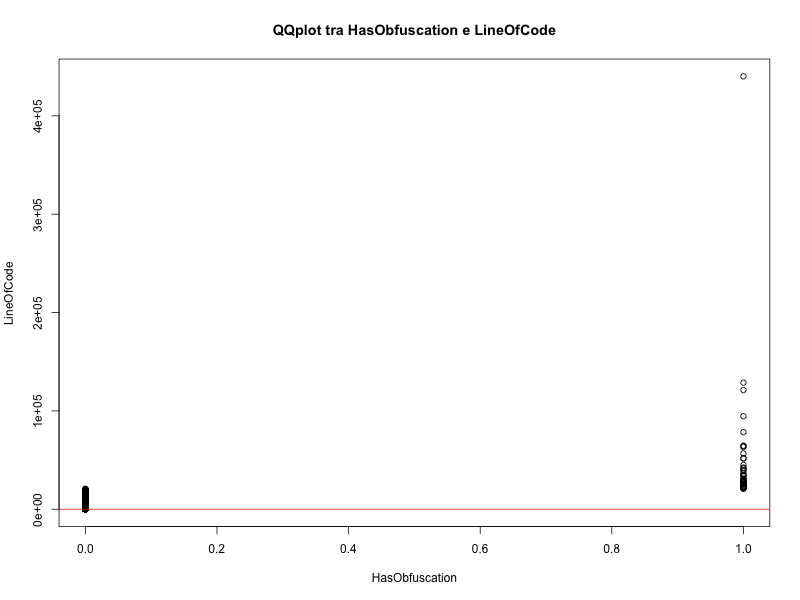 QQplot tra HasObfuscation e LineOfCode
4e+05
3e+05
2e+05
1e+05
0e+00
LineOfCode
0.0 0.2 0.4 0.6 0.8 1.0
HasObfuscation